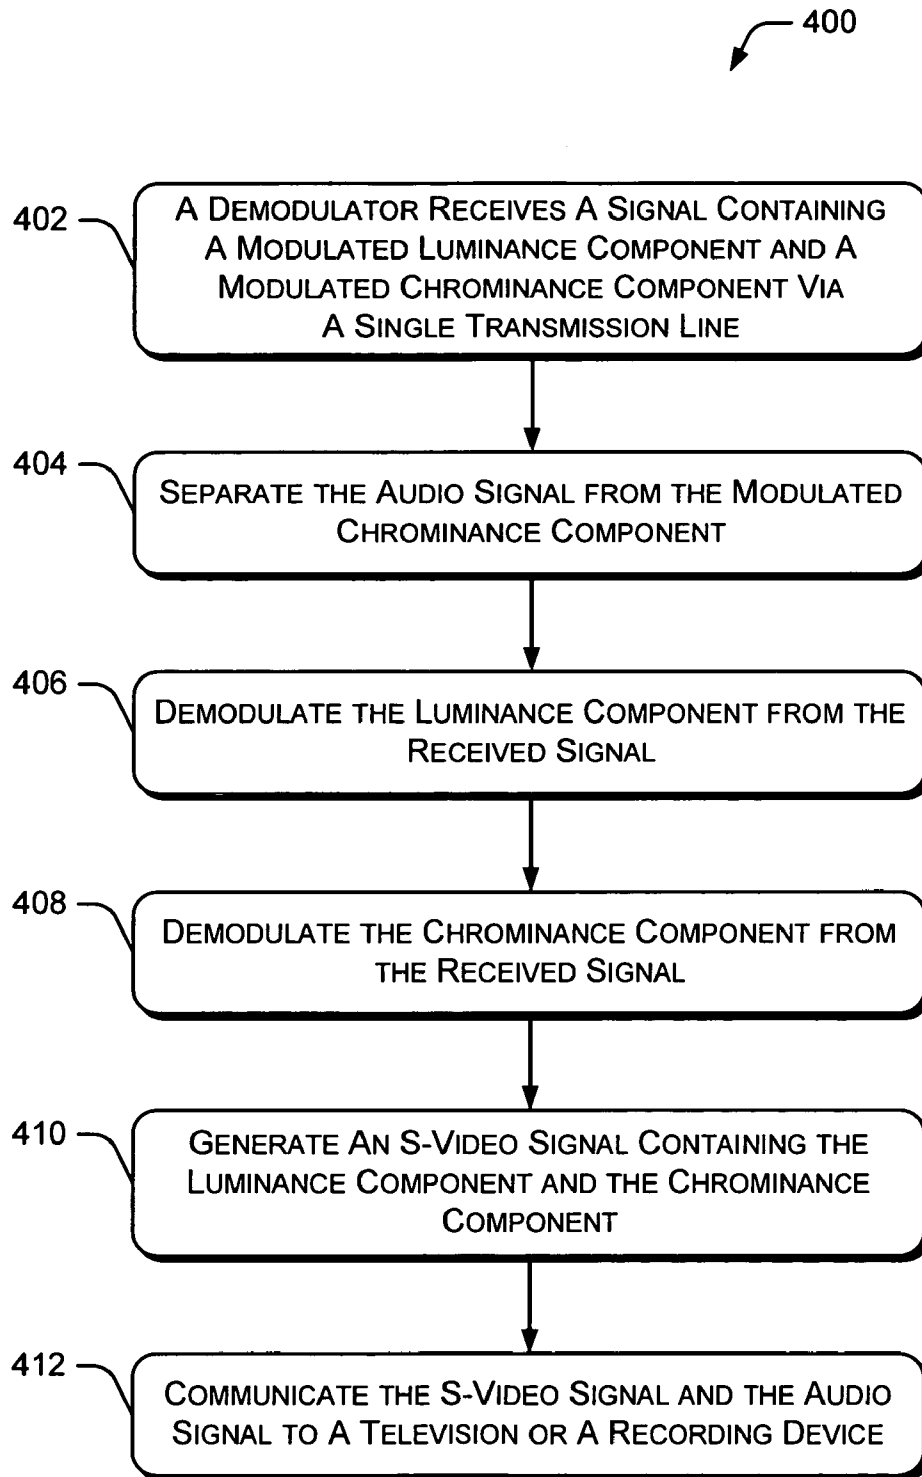 400
402
A DEMODULATOR RECEIVES A SIGNAL CONTAINING
A MODULATED LUMINANCE COMPONENT AND A
MODULATED CHROMINANCE COMPONENT VIA
A SINGLE TRANSMISSION LINE
404
SEPARATE THE AUDIO SIGNAL FROM THE MODULATED
CHROMINANCE COMPONENT
406
DEMODULATE THE LUMINANCE COMPONENT FROM THE
RECEIVED SIGNAL
408
DEMODULATE THE CHROMINANCE COMPONENT FROM
THE RECEIVED SIGNAL
410
GENERATE AN S-VIDEO SIGNAL CONTAINING THE
LUMINANCE COMPONENT AND THE CHROMINANCE
COMPONENT
412
COMMUNICATE THE S-VIDEO SIGNAL AND THE AUDIO
SIGNAL TO A TELEVISION OR A RECORDING DEVICE